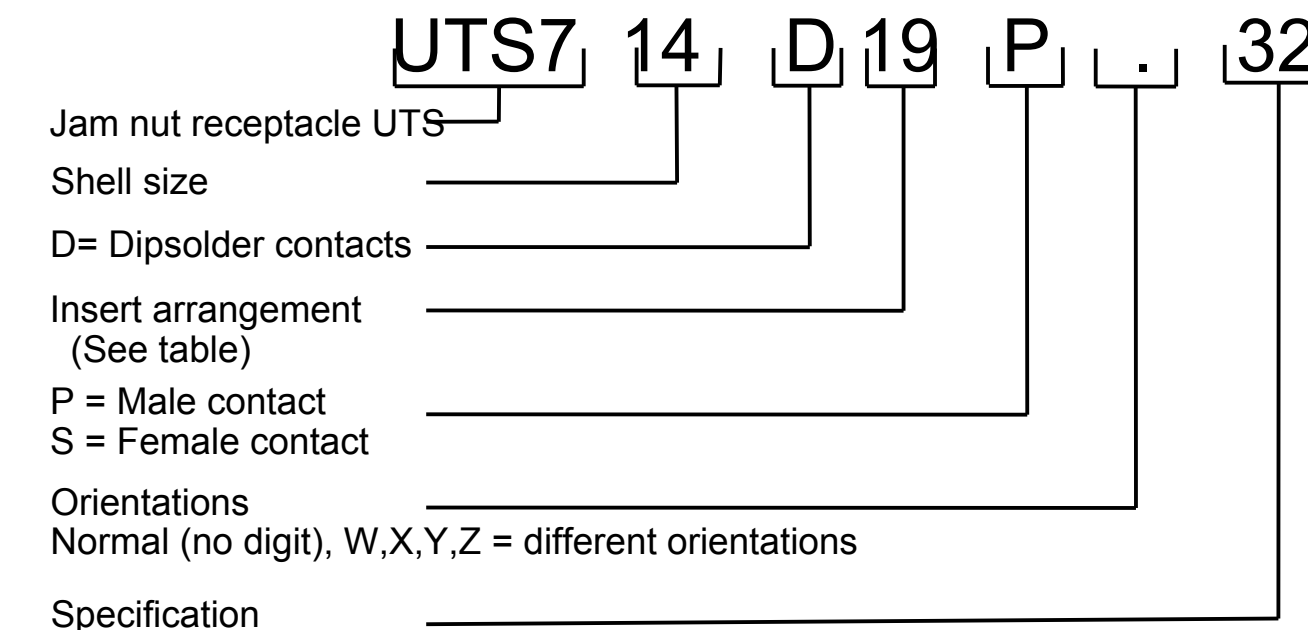 UTS7 14 D 19 P . 32
Jam nut receptacle UTS
Shell size
D= Dipsolder contacts
Insert arrangement
(See table)
P = Male contact
S = Female contact
Orientations
Normal (no digit), W,X,Y,Z = different orientations
Specification